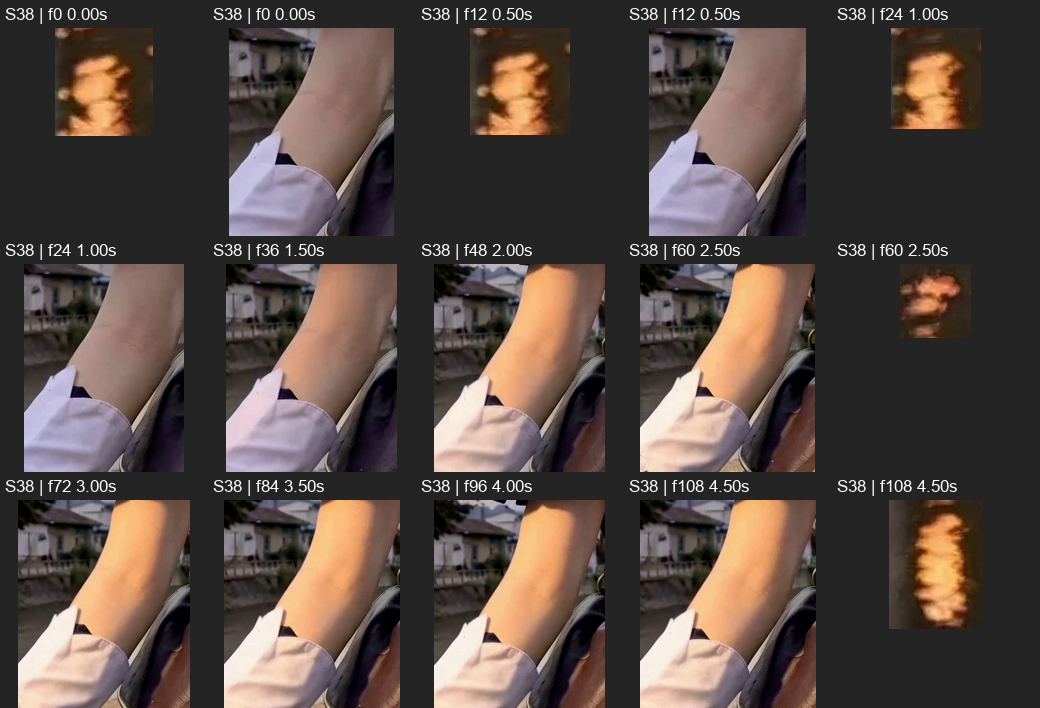 S38 | f0 0.00s
S38 | f0 0.00s
S38 | f12 0.50s
S38 | f12 0.50s
S38 | f24 1.00s
S38 | f24 1.00s
S38 | f36 1.50s
S38 | f48 2.00s
S38 | f60 2.50s
S38 | f60 2.50s
S38 | f72 3.00s
S38 | f84 3.50s
S38 | f96 4.00s
S38 | f108 4.50s
S38 | f108 4.50s